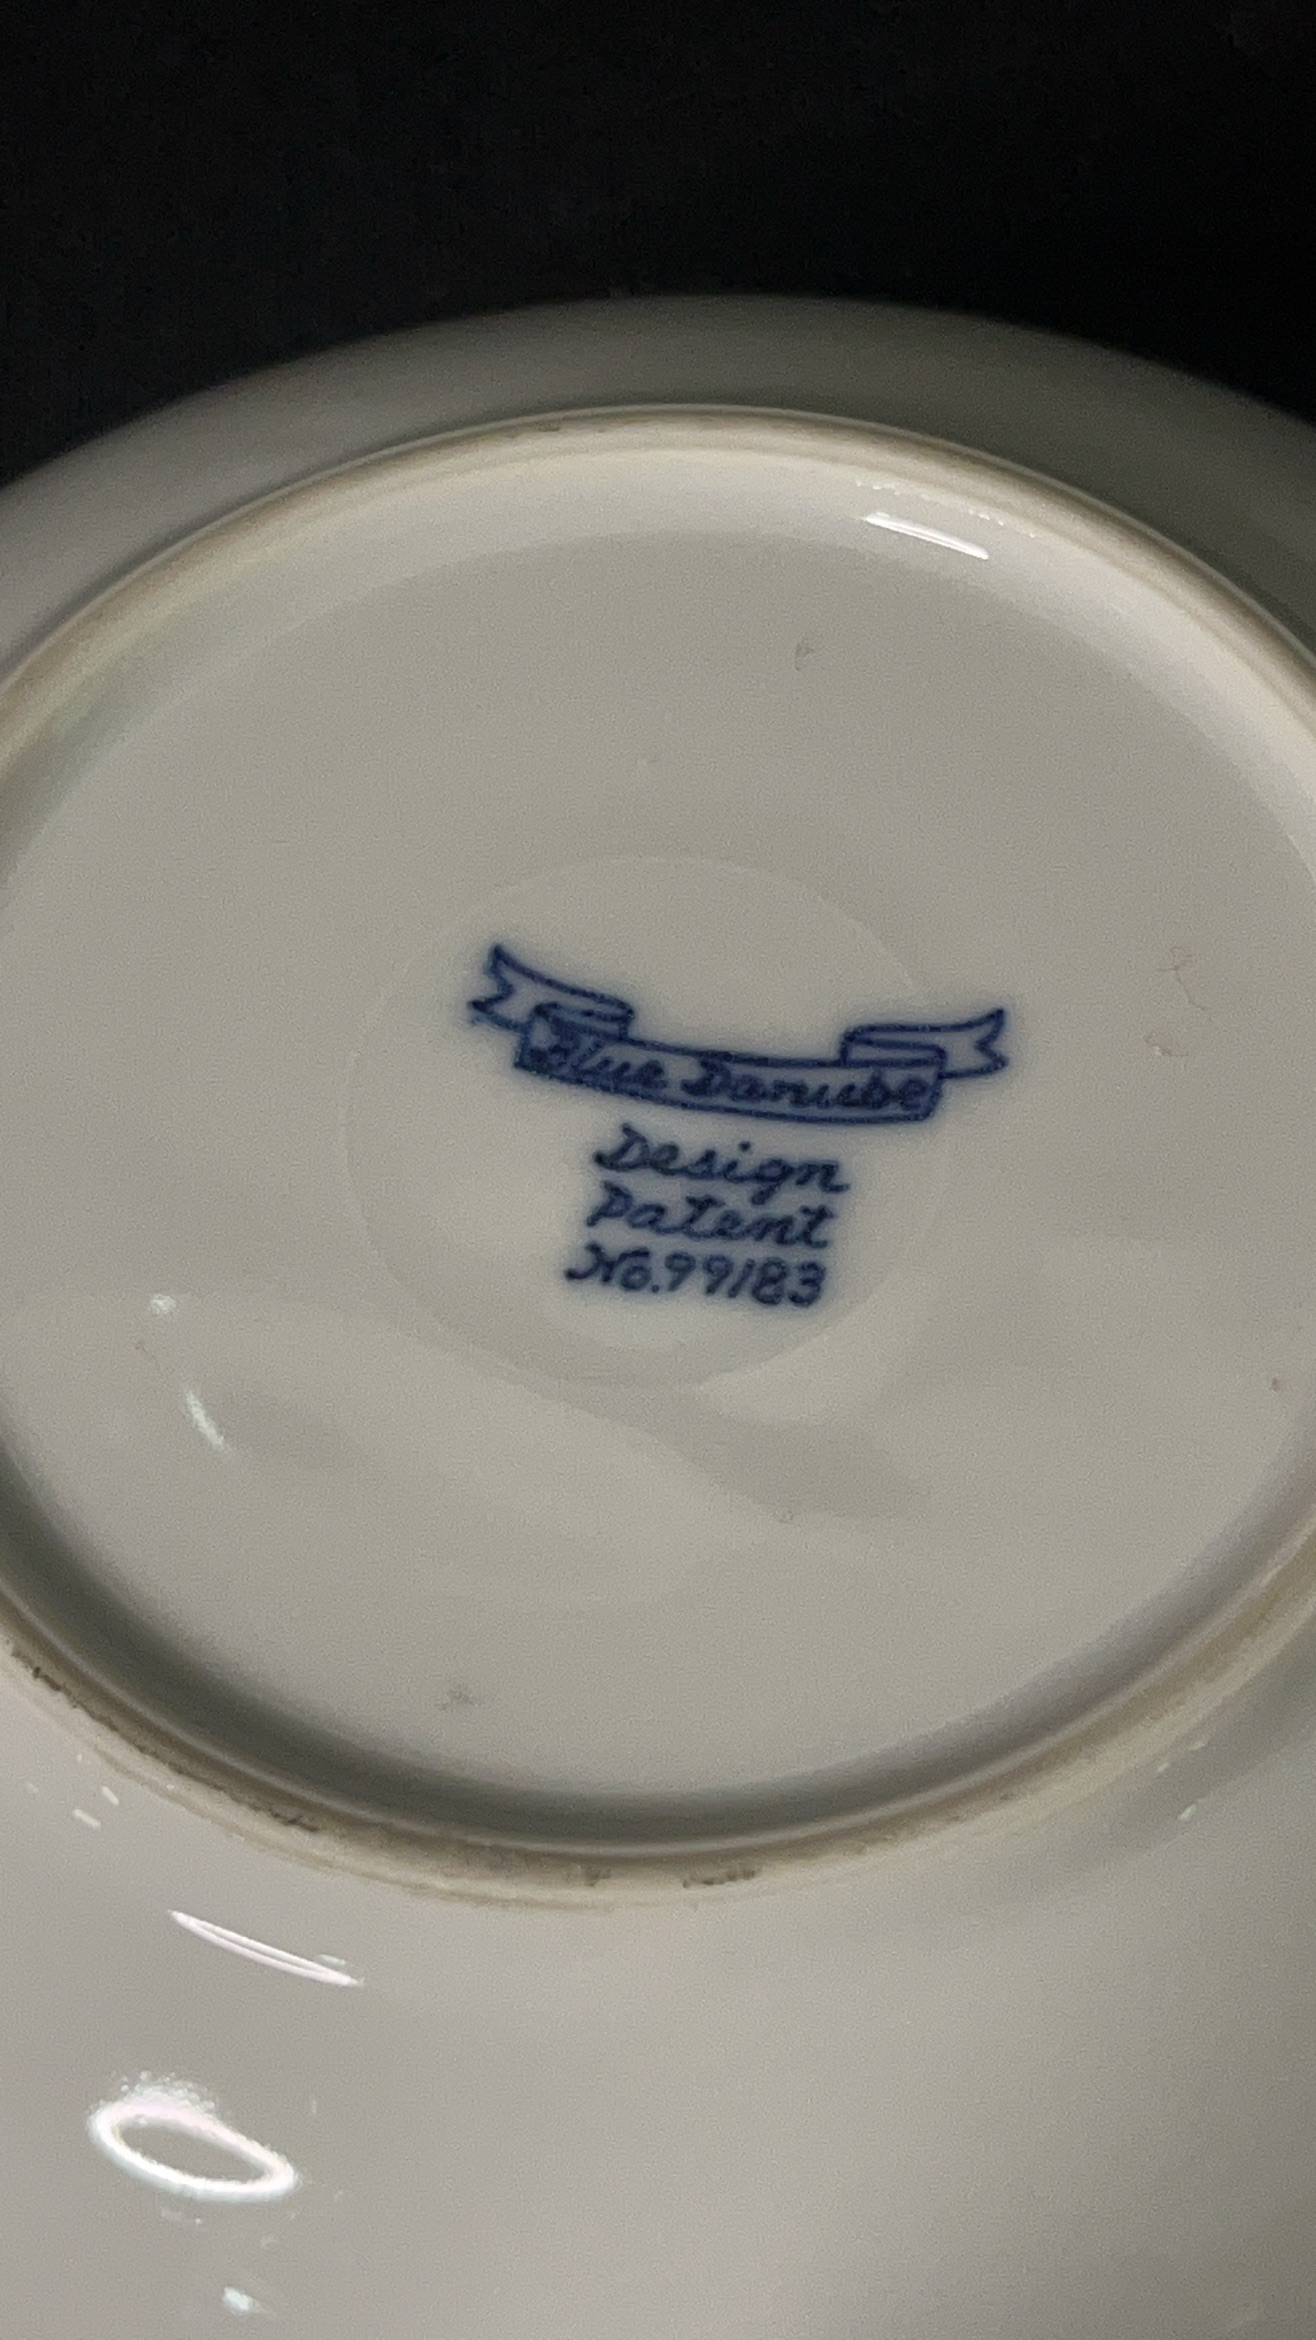 Blue Danube
Design
Patent
No.99183